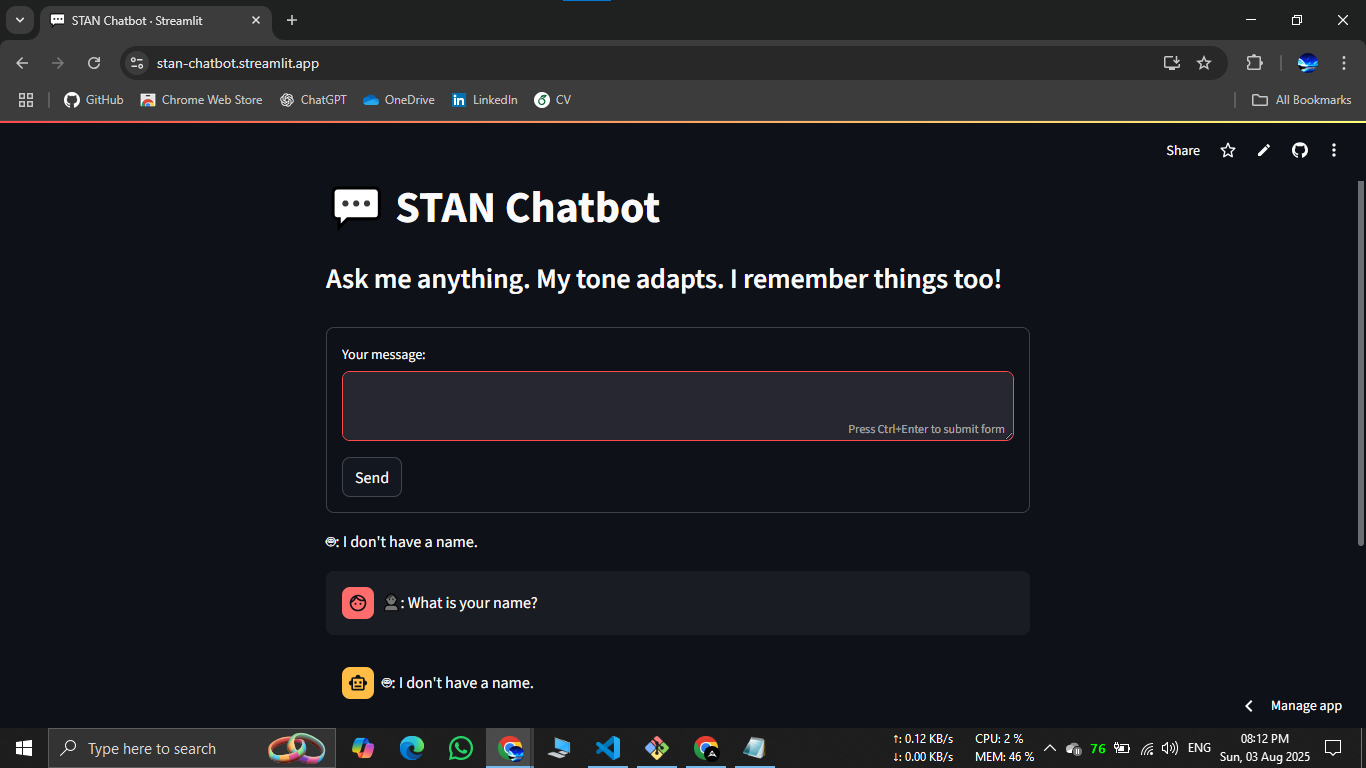 STAN Chatbot · Streamlit
stan-chatbot.streamlit.app
GitHub
Chrome Web Store
ChatGPT
OneDrive
LinkedIn
CV
All Bookmarks
Share
STAN Chatbot
Ask me anything. My tone adapts. I remember things too!
Your message:
Press Ctrl+Enter to submit form
Send
: I don't have a name.
: What is your name?
: I don't have a name.
Manage app
Type here to search
↑: 0.12 KB/s
↓: 0.00 KB/s
CPU: 2 %
MEM: 46 %
76
ENG
08:12 PM
Sun, 03 Aug 2025